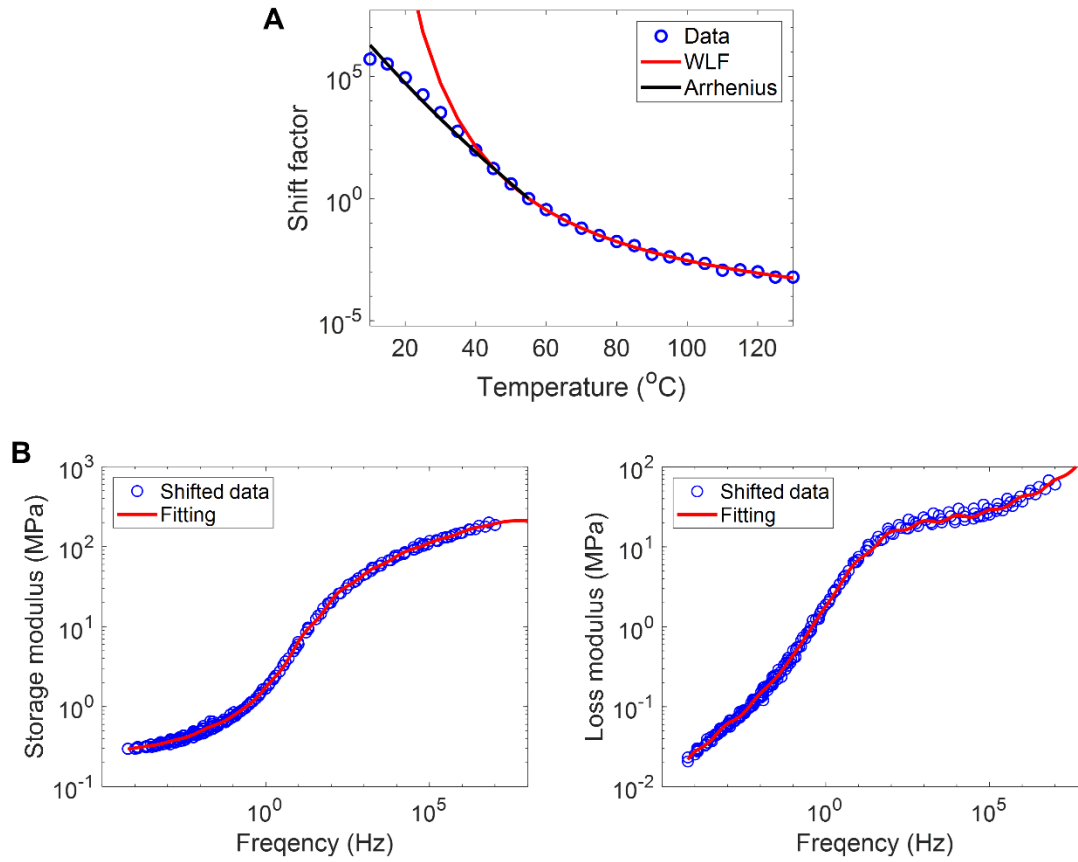 A
Data
WLF
Arrhenius
Shift factor
10^5
10^0
10^-5
20 40 60 80 100 120
Temperature (°C)
B
Storage modulus (MPa)
10^3
10^2
10^1
10^0
10^-1
Shifted data
Fitting
10^0 10^5
Freqency (Hz)
Loss modulus (MPa)
10^2
10^1
10^0
10^-1
10^-2
Shifted data
Fitting
10^0 10^5
Freqency (Hz)